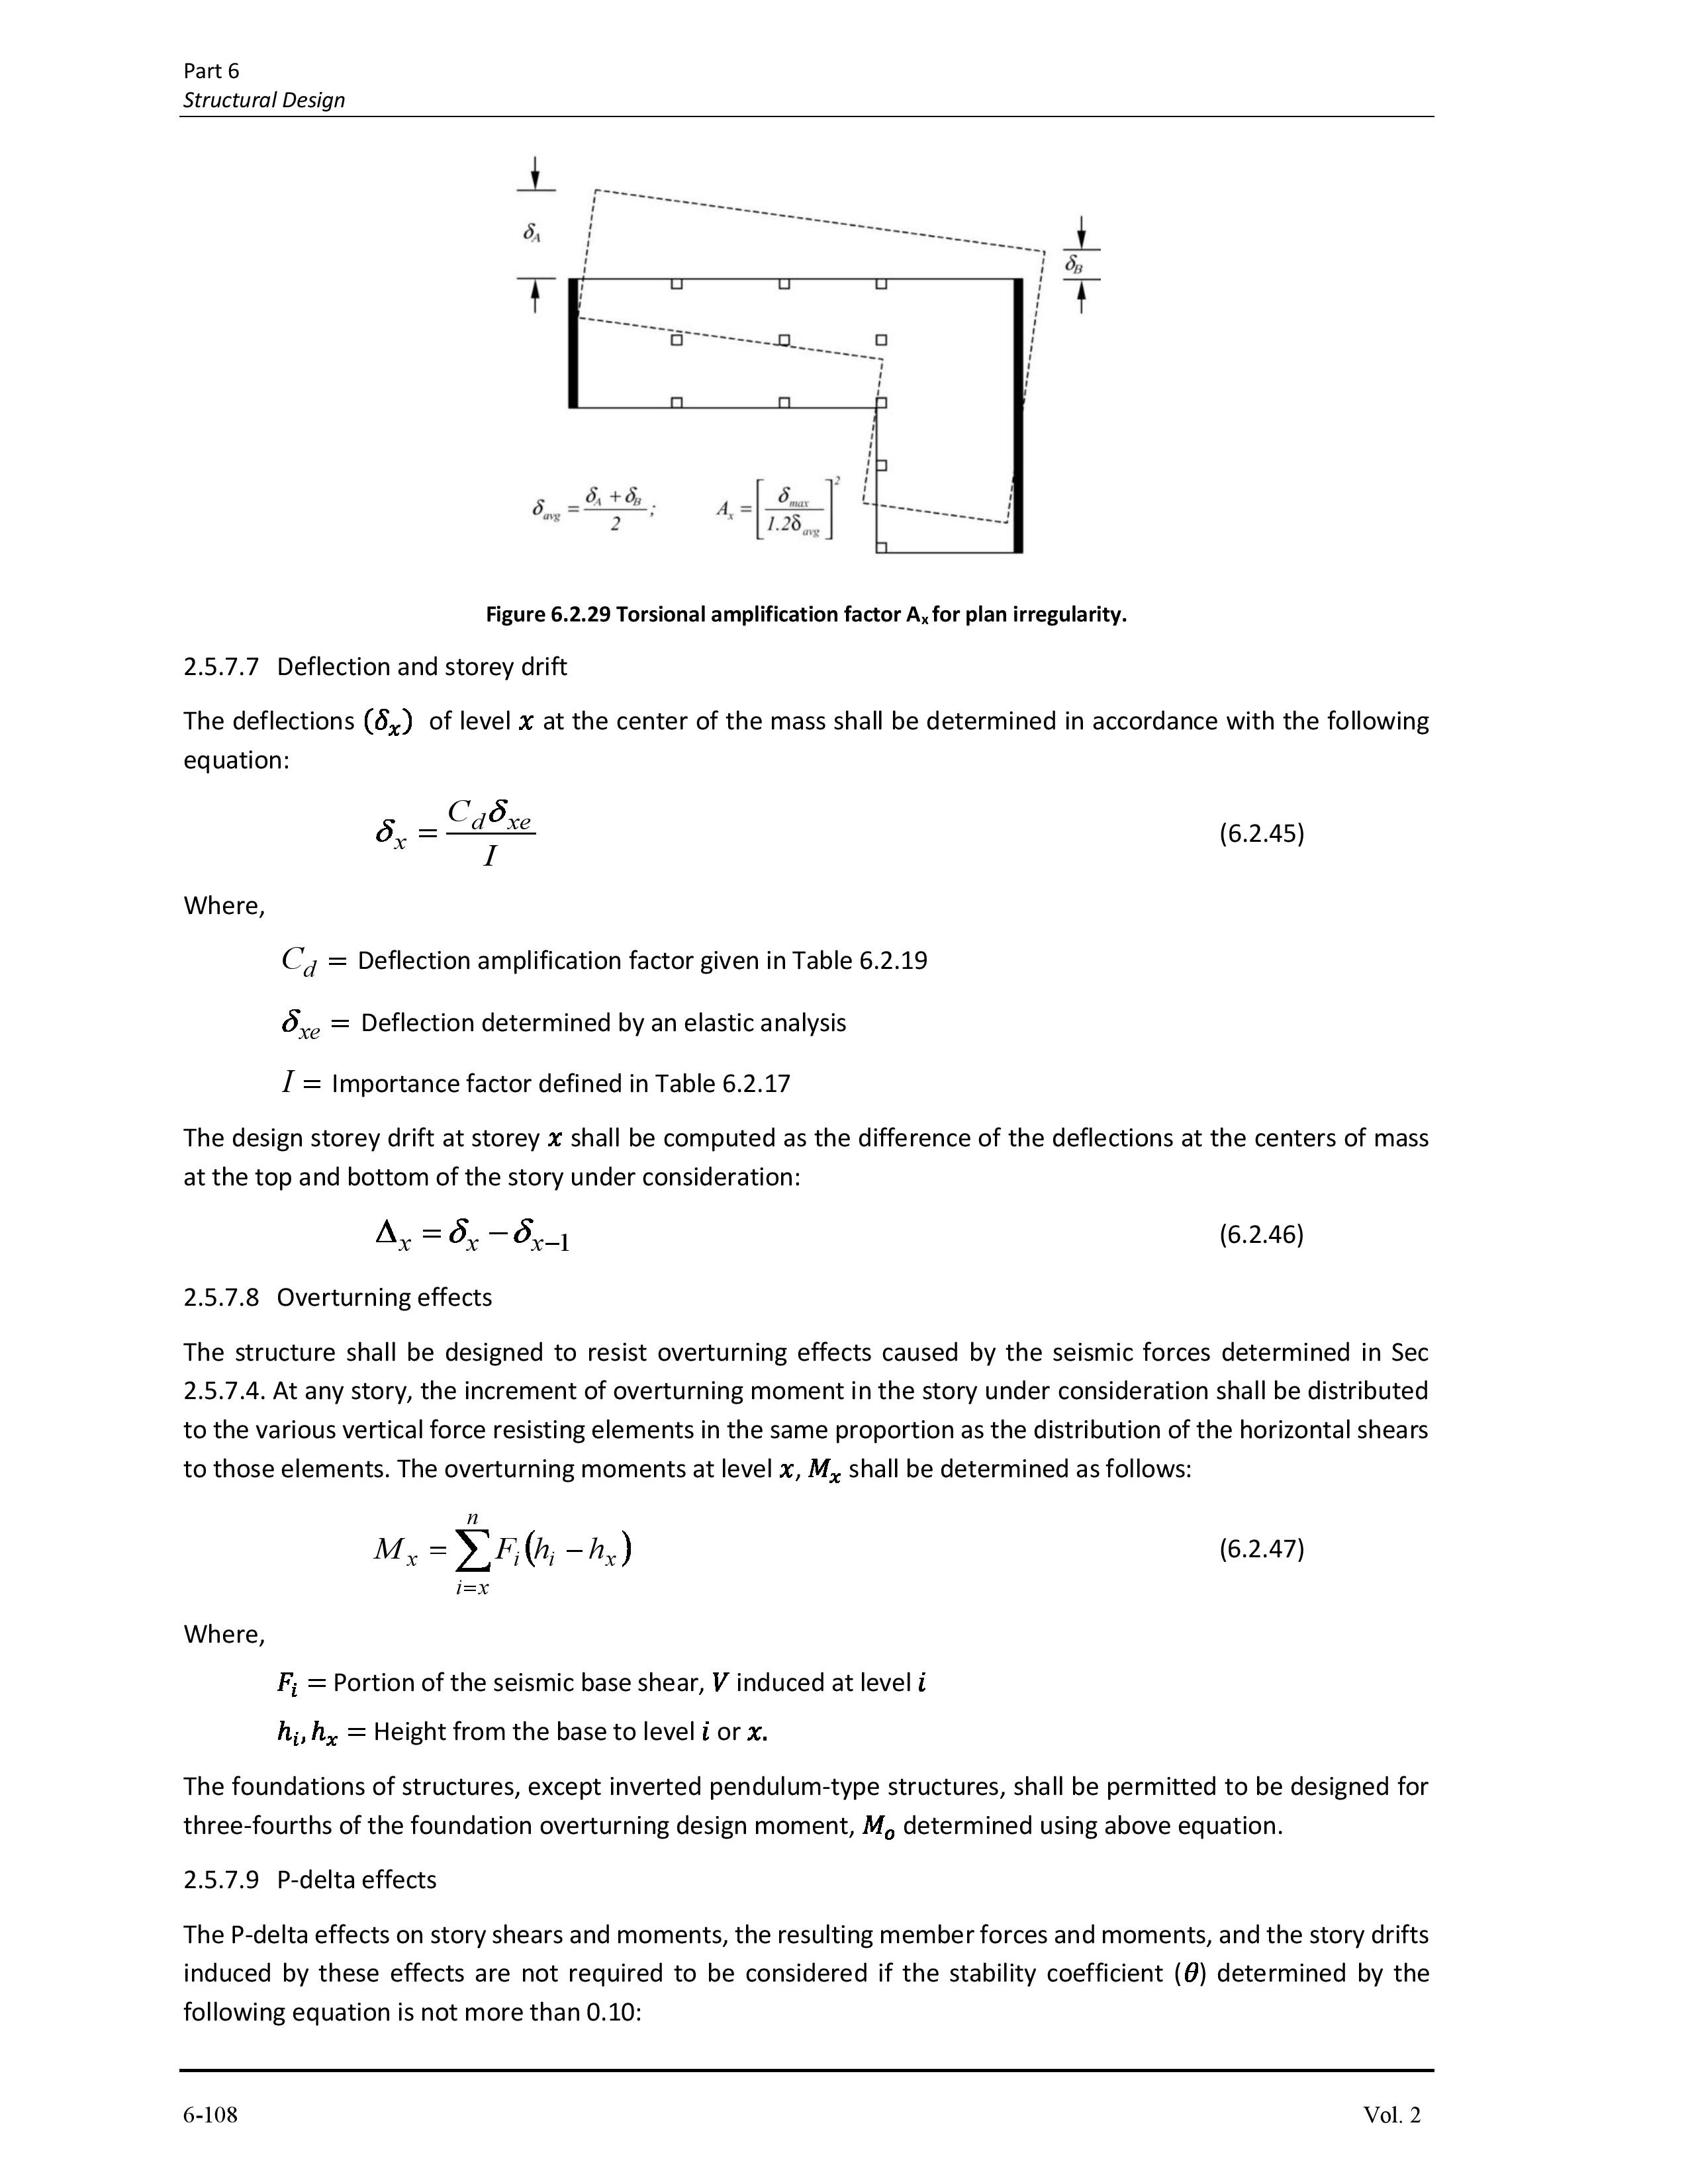 Part 6
Structural Design
δA
δB
δavg = (δA + δB) / 2 ;    Ax = [δmax / 1.2δavg]²
Figure 6.2.29 Torsional amplification factor Ax for plan irregularity.
2.5.7.7 Deflection and storey drift
The deflections (δx) of level x at the center of the mass shall be determined in accordance with the following
equation:
δx = Cdδxe / I    (6.2.45)
Where,
Cd = Deflection amplification factor given in Table 6.2.19
δxe = Deflection determined by an elastic analysis
I = Importance factor defined in Table 6.2.17
The design storey drift at storey x shall be computed as the difference of the deflections at the centers of mass
at the top and bottom of the story under consideration:
Δx = δx − δx−1    (6.2.46)
2.5.7.8 Overturning effects
The structure shall be designed to resist overturning effects caused by the seismic forces determined in Sec
2.5.7.4. At any story, the increment of overturning moment in the story under consideration shall be distributed
to the various vertical force resisting elements in the same proportion as the distribution of the horizontal shears
to those elements. The overturning moments at level x, Mx shall be determined as follows:
Mx = ∑ i=x n Fi(hi − hx)    (6.2.47)
Where,
Fi = Portion of the seismic base shear, V induced at level i
hi, hx = Height from the base to level i or x.
The foundations of structures, except inverted pendulum-type structures, shall be permitted to be designed for
three-fourths of the foundation overturning design moment, Mo determined using above equation.
2.5.7.9 P-delta effects
The P-delta effects on story shears and moments, the resulting member forces and moments, and the story drifts
induced by these effects are not required to be considered if the stability coefficient (θ) determined by the
following equation is not more than 0.10:
6-108    Vol. 2